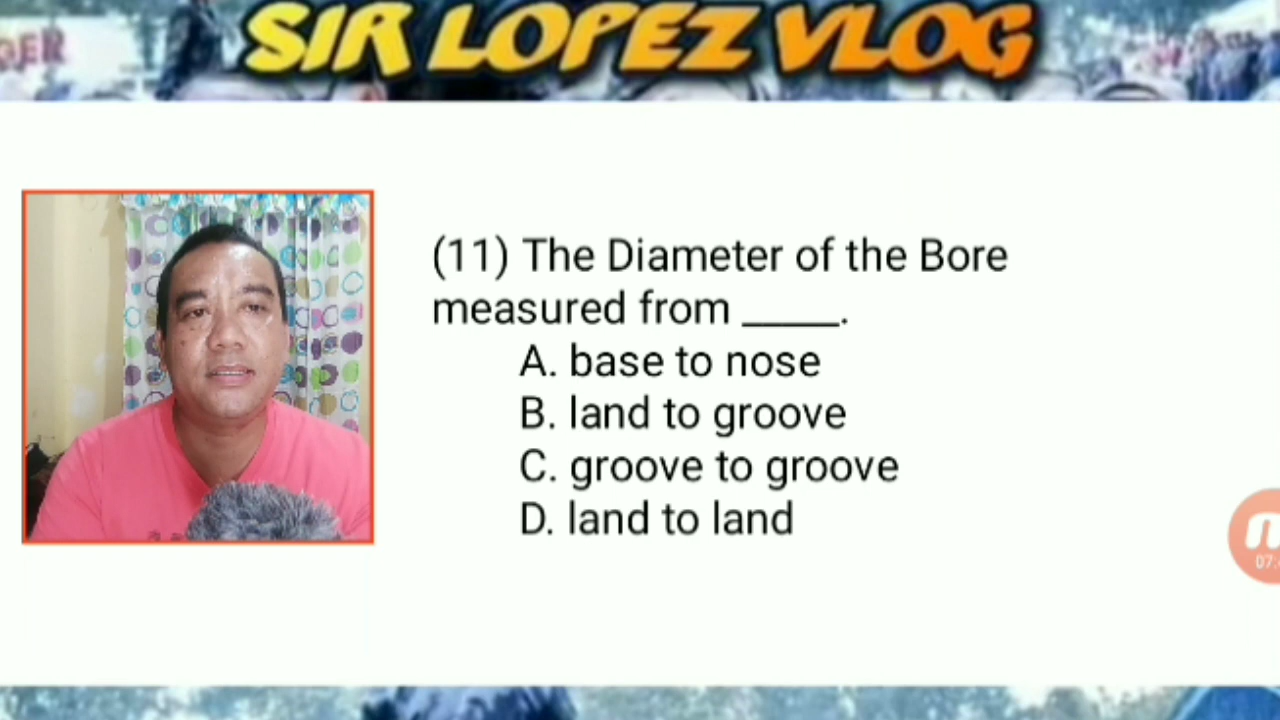 DER
SIR LOPEZ VLOG
(11) The Diameter of the Bore
measured from _____.
A. base to nose
B. land to groove
C. groove to groove
D. land to land